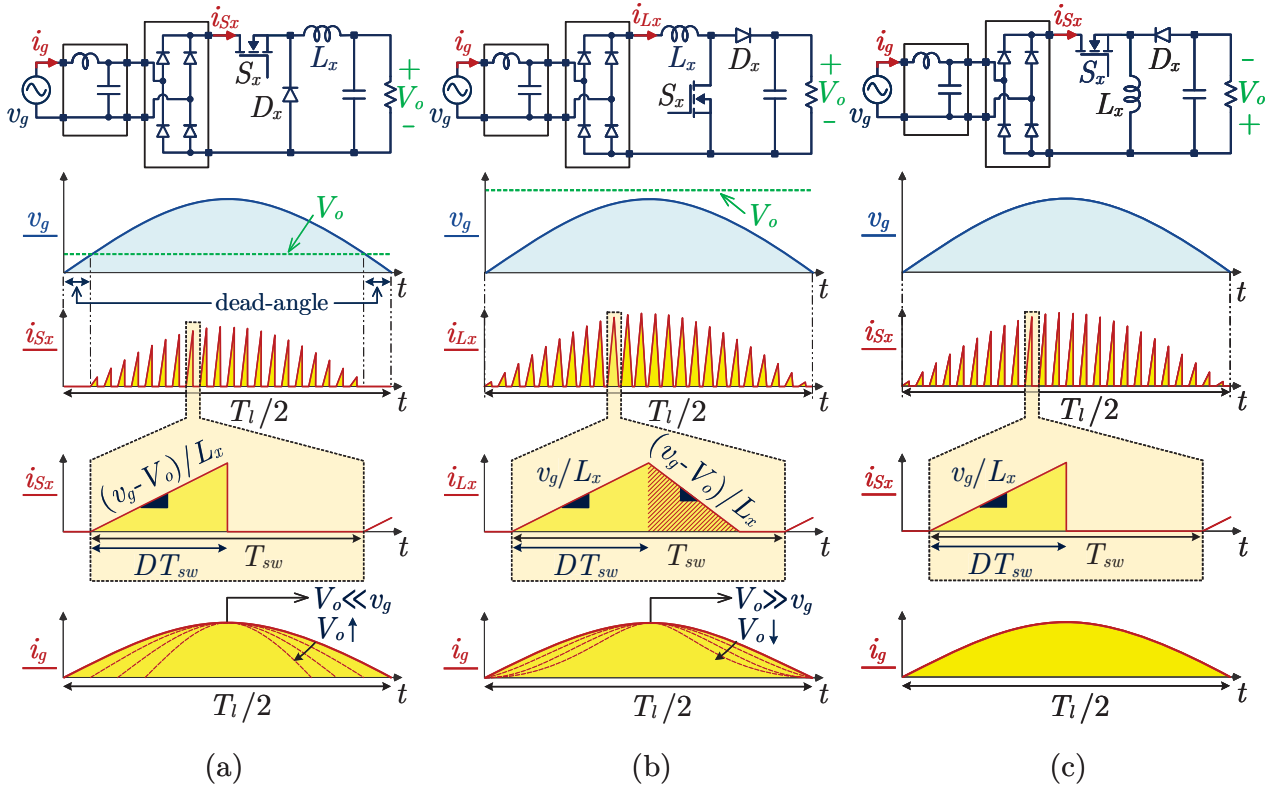 i_Sx
i_g
S_x
L_x
D_x
v_g
+
V_o
-
v_g
V_o
dead-angle
t
i_Sx
T_l/2
t
(v_g-V_o)/L_x
i_Sx
DT_sw
T_sw
t
V_o≪v_g
V_o↑
i_g
T_l/2
t
(a)
i_Lx
i_g
L_x
D_x
S_x
v_g
+
V_o
-
v_g
V_o
t
i_Lx
T_l/2
t
v_g/L_x
(v_g-V_o)/L_x
i_Lx
DT_sw
T_sw
t
V_o≫v_g
V_o↓
i_g
T_l/2
t
(b)
i_Sx
i_g
S_x
D_x
L_x
v_g
-
V_o
+
v_g
t
i_Sx
T_l/2
t
v_g/L_x
i_Sx
DT_sw
T_sw
t
i_g
T_l/2
t
(c)